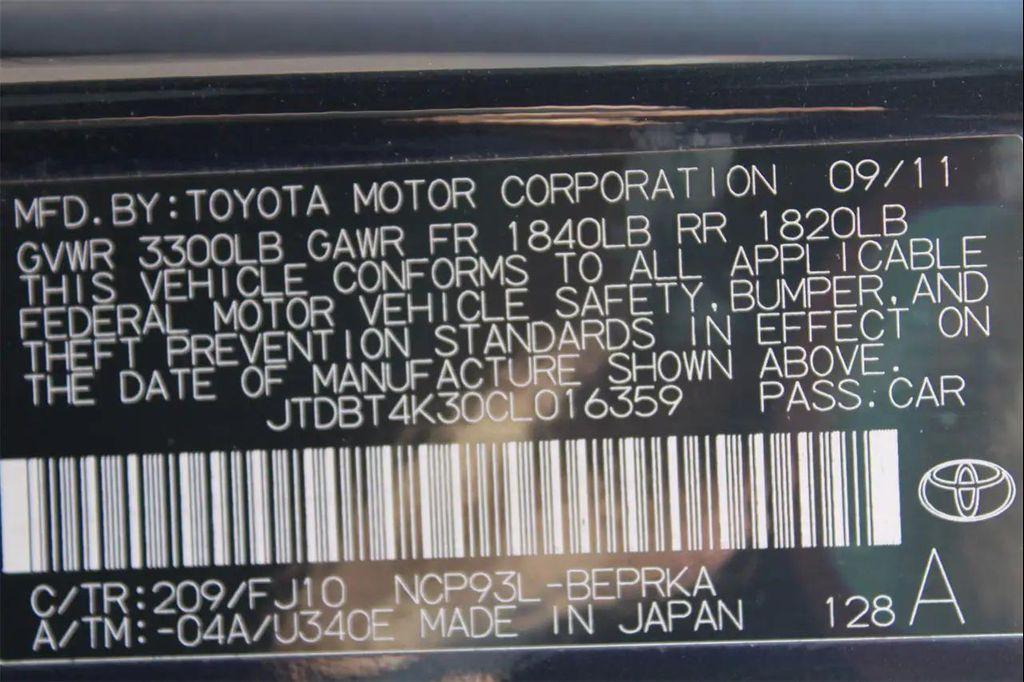 MFD.BY:TOYOTA MOTOR CORPORATION 09/11
GVWR 3300LB GAWR FR 1840LB RR 1820LB
THIS VEHICLE CONFORMS TO ALL APPLICABLE
FEDERAL MOTOR VEHICLE SAFETY,BUMPER,AND
THEFT PREVENTION STANDARDS IN EFFECT ON
THE DATE OF MANUFACTURE SHOWN ABOVE.
JTDBT4K30CL016359 PASS.CAR
C/TR:209/FJ10 NCP93L-BEPRKA
A/TM:-04A/U340E MADE IN JAPAN 128 A